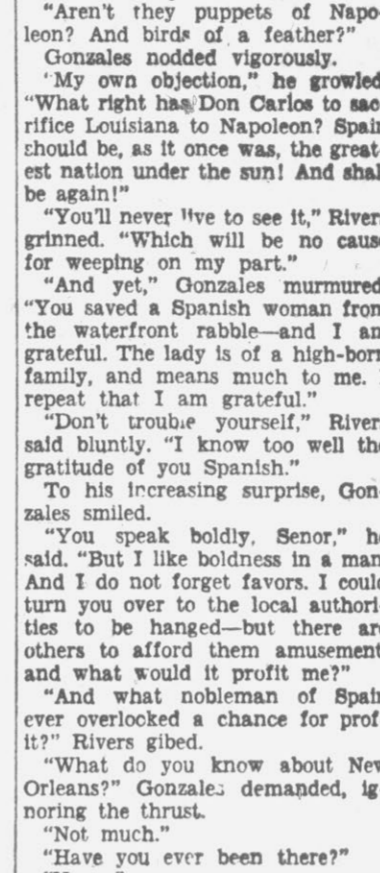 "Aren't they puppets of Napo-
leon? And birds of a feather?"
Gonzales nodded vigorously.
"My own objection," he growled
"What right has Don Carlos to sac
rifice Louisiana to Napoleon? Spain
should be, as it once was, the great-
est nation under the sun! And shal
be again!"
"You'll never live to see it," River
grinned. "Which will be no caus
for weeping on my part."
"And yet," Gonzales murmured
"You saved a Spanish woman from
the waterfront rabble—and I am
grateful. The lady is of a high-born
family, and means much to me.
repeat that I am grateful."
"Don't trouble yourself," River
said bluntly. "I know too well the
gratitude of you Spanish."
To his increasing surprise, Gon-
zales smiled.
"You speak boldly, Senor," h
said. "But I like boldness in a man
And I do not forget favors. I could
turn you over to the local authori-
ties to be hanged—but there are
others to afford them amusement
and what would it profit me?"
"And what nobleman of Spain
ever overlooked a chance for prof-
it?" Rivers gibed.
"What do you know about New
Orleans?" Gonzales demanded, ig-
noring the thrust.
"Not much."
"Have you ever been there?"